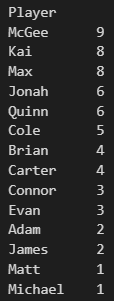 Player
McGee 9
Kai 8
Max 8
Jonah 6
Quinn 6
Cole 5
Brian 4
Carter 4
Connor 3
Evan 3
Adam 2
James 2
Matt 1
Michael 1